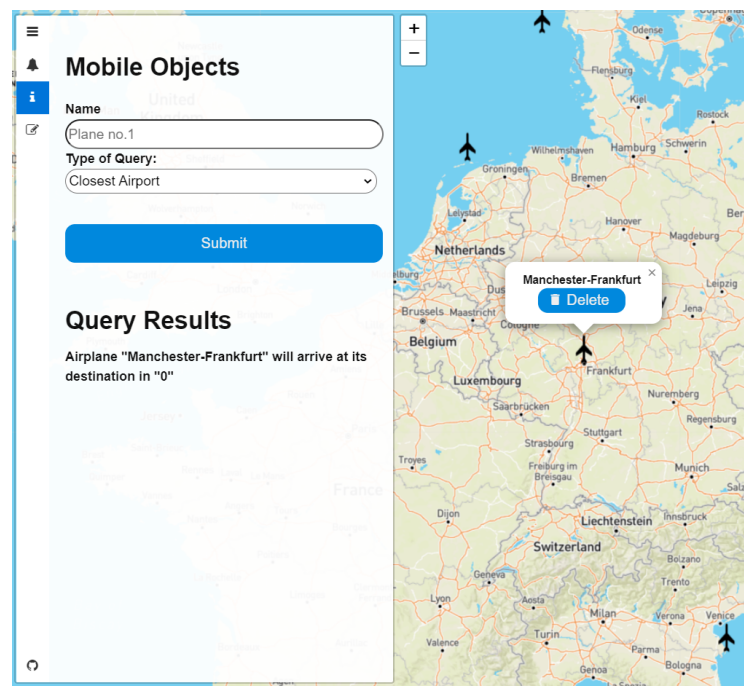 Mobile Objects
Name
Plane no.1
Type of Query:
Closest Airport
Submit
Query Results
Airplane "Manchester-Frankfurt" will arrive at its
destination in "0"
+
−
Odense
Flensburg
Kiel
Rostock
Wilhelmshaven
Hamburg
Schwerin
Groningen
Bremen
Lelystad
Hanover
Magdeburg
Netherlands
Manchester-Frankfurt
×
Delete
Leipzig
Jena
Brussels
Maastricht
Cologne
Belgium
Frankfurt
Luxembourg
Nuremberg
Saarbrücken
Regensburg
Stuttgart
Strasbourg
Troyes
Freiburg im
Breisgau
Munich
Dijon
Liechtenstein
Innsbruck
Switzerland
Bolzano
Geneva
Trento
Lyon
Aosta
Milan
Verona
Venice
Turin
Valence
Parma
Genoa
Bologna
United
Kingdom
France